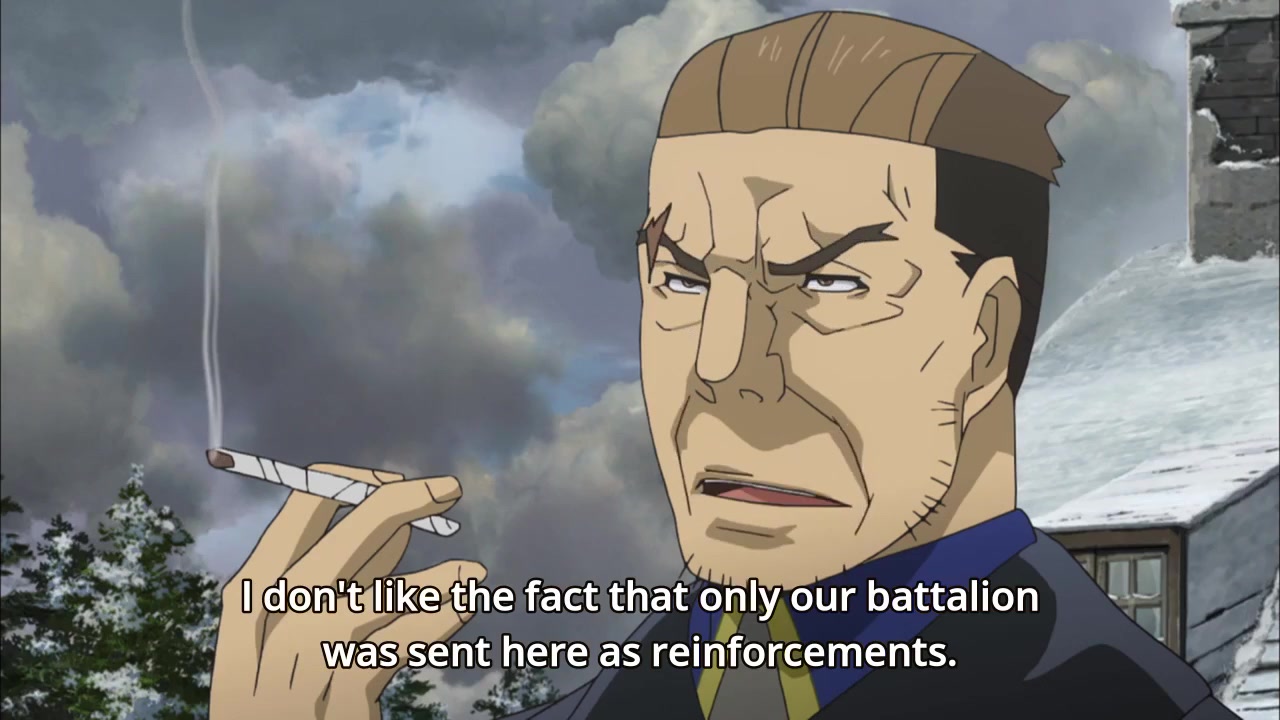 I don't like the fact that only our battalion
was sent here as reinforcements.